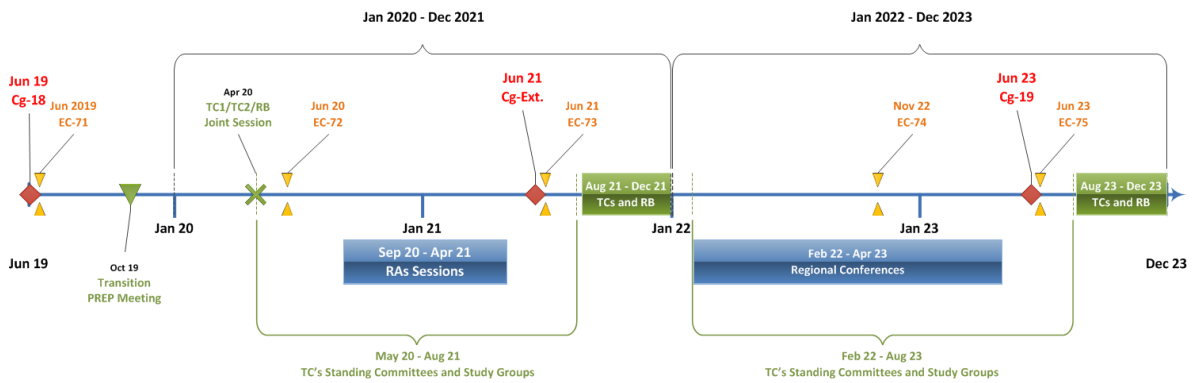 Jan 2020 - Dec 2021
Jan 2022 - Dec 2023
Jun 19
Cg-18
Jun 2019
EC-71
Apr 20
TC1/TC2/RB
Joint Session
Jun 20
EC-72
Jun 21
Cg-Ext.
Jun 21
EC-73
Nov 22
EC-74
Jun 23
Cg-19
Jun 23
EC-75
Aug 21 - Dec 21
TCs and RB
Aug 23 - Dec 23
TCs and RB
Jan 20
Jan 21
Jan 22
Jan 23
Jun 19
Oct 19
Transition
PREP Meeting
Sep 20 - Apr 21
RAs Sessions
Feb 22 - Apr 23
Regional Conferences
Dec 23
May 20 - Aug 21
TC's Standing Committees and Study Groups
Feb 22 - Aug 23
TC's Standing Committees and Study Groups